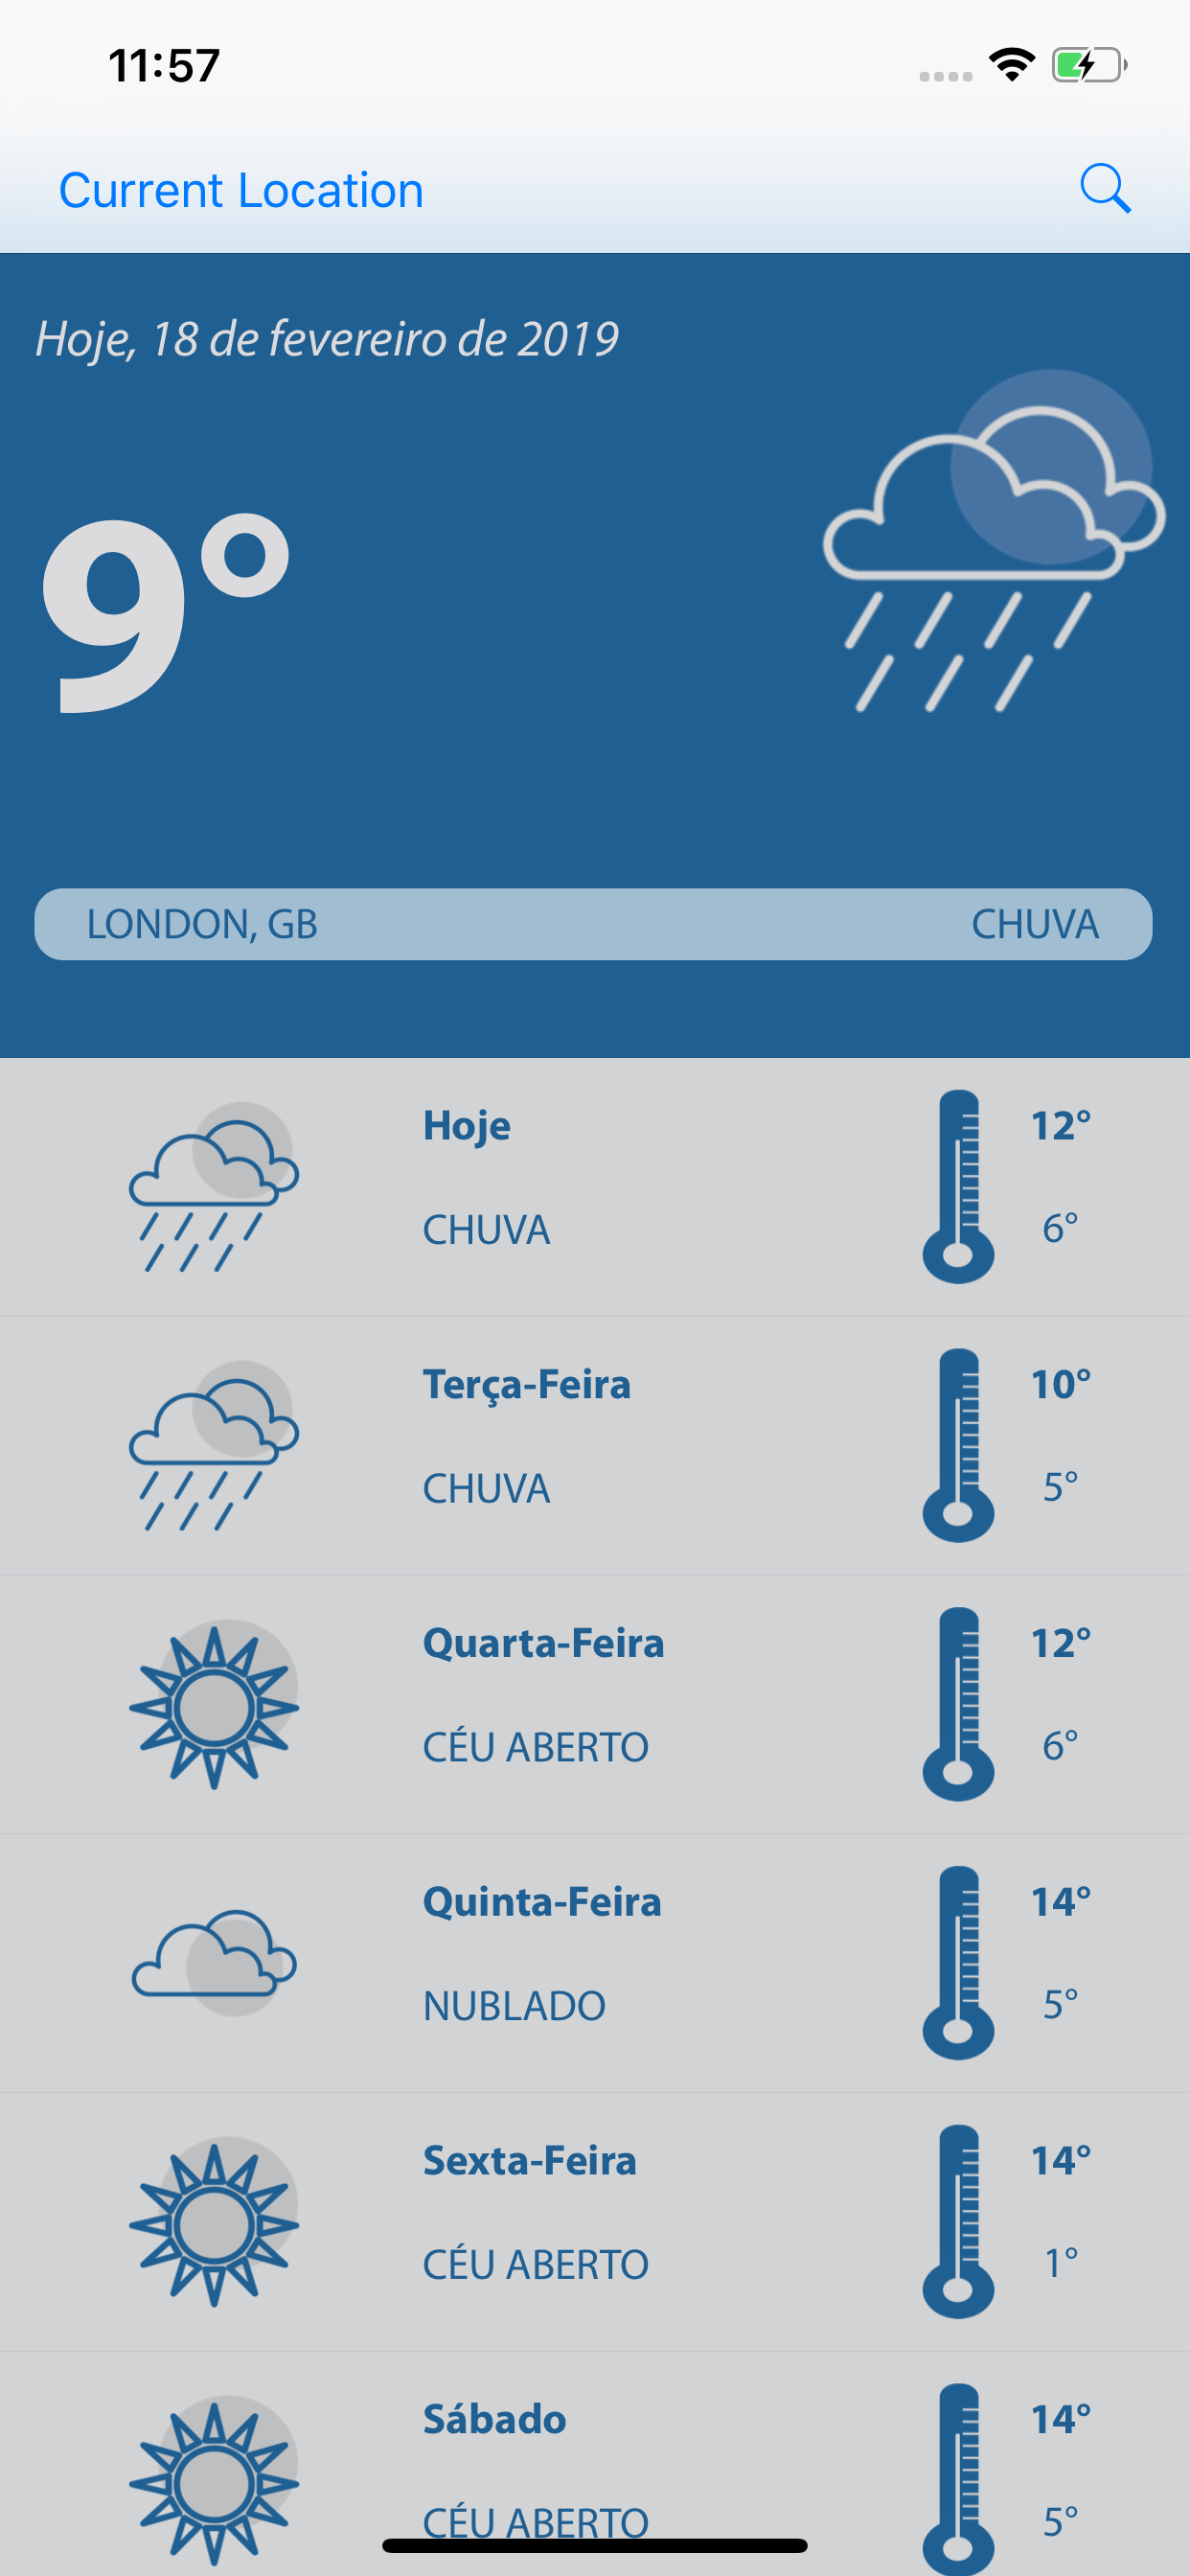 11:57
Current Location
Hoje, 18 de fevereiro de 2019
9°
LONDON, GB CHUVA
Hoje 12°
CHUVA 6°
Terça-Feira 10°
CHUVA 5°
Quarta-Feira 12°
CÉU ABERTO 6°
Quinta-Feira 14°
NUBLADO 5°
Sexta-Feira 14°
CÉU ABERTO 1°
Sábado 14°
CÉU ABERTO 5°